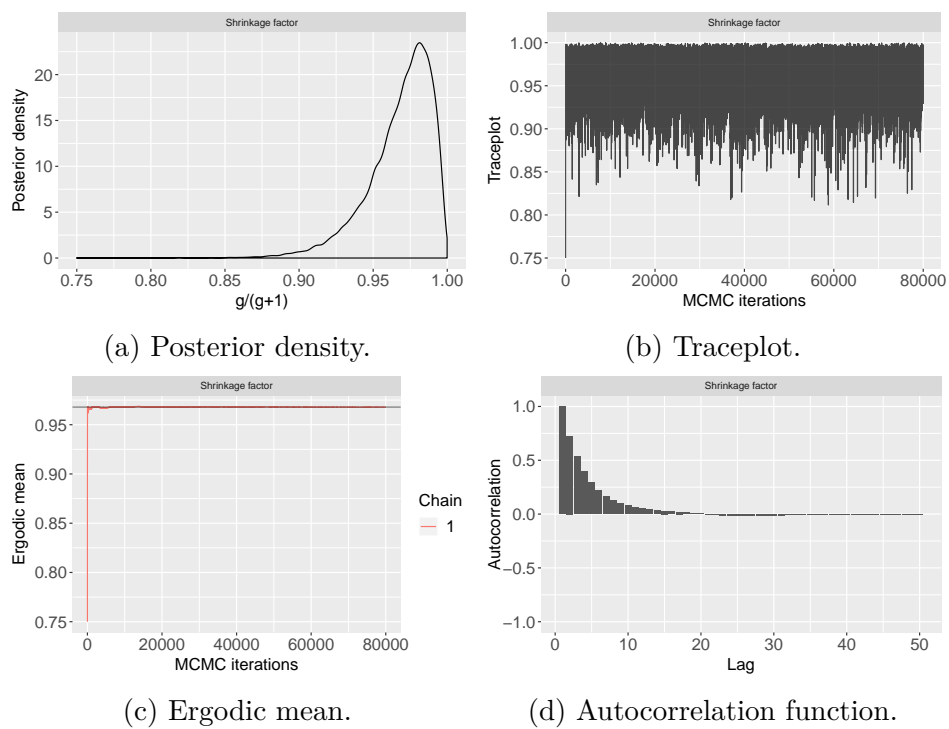 Shrinkage factor
Posterior density
20
15
10
5
0
0.75 0.80 0.85 0.90 0.95 1.00
g/(g+1)
(a) Posterior density.
Shrinkage factor
Traceplot
1.00
0.95
0.90
0.85
0.80
0.75
0 20000 40000 60000 80000
MCMC iterations
(b) Traceplot.
Shrinkage factor
Ergodic mean
0.95
0.90
0.85
0.80
0.75
0 20000 40000 60000 80000
MCMC iterations
Chain
1
(c) Ergodic mean.
Shrinkage factor
Autocorrelation
1.0
0.5
0.0
−0.5
−1.0
0 10 20 30 40 50
Lag
(d) Autocorrelation function.